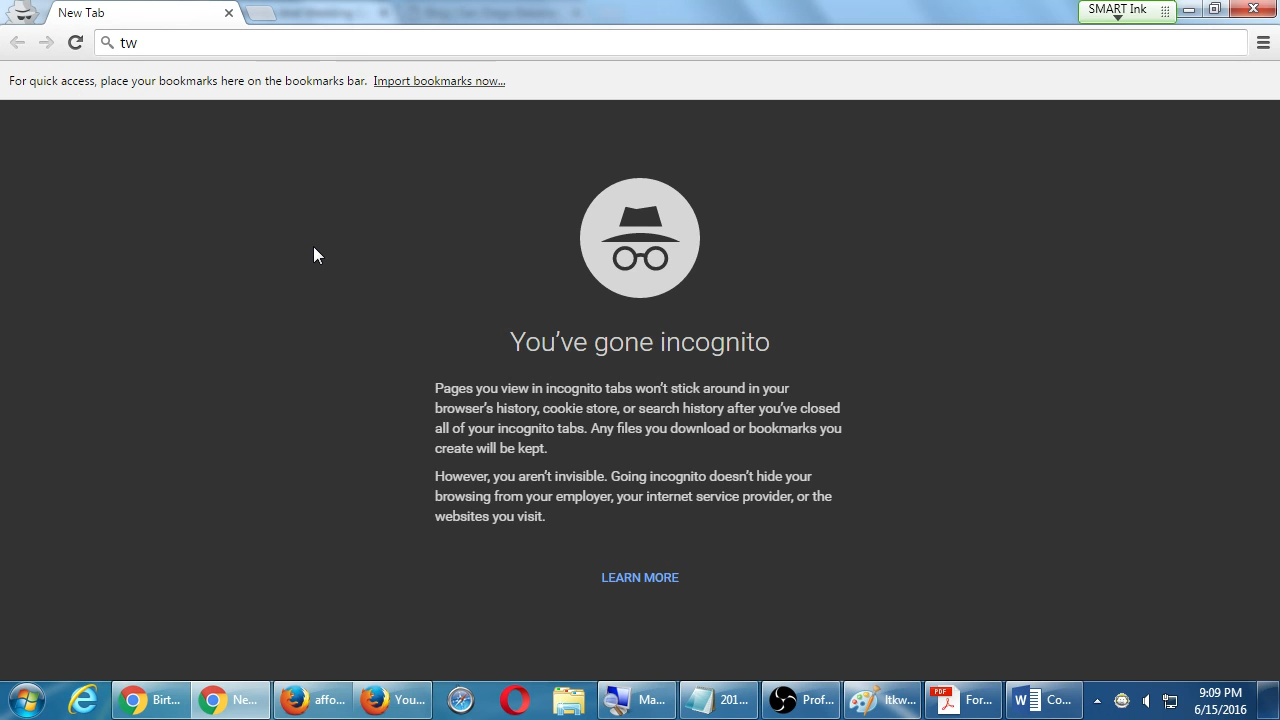 New Tab
SMART Ink
tw
For quick access, place your bookmarks here on the bookmarks bar. Import bookmarks now...
You've gone incognito
Pages you view in incognito tabs won't stick around in your
browser's history, cookie store, or search history after you've closed
all of your incognito tabs. Any files you download or bookmarks you
create will be kept.
However, you aren't invisible. Going incognito doesn't hide your
browsing from your employer, your internet service provider, or the
websites you visit.
LEARN MORE
Birt... Ne... affo... You... Ma... 201... Prof... Itkw... PDF For... Co... 9:09 PM
6/15/2016